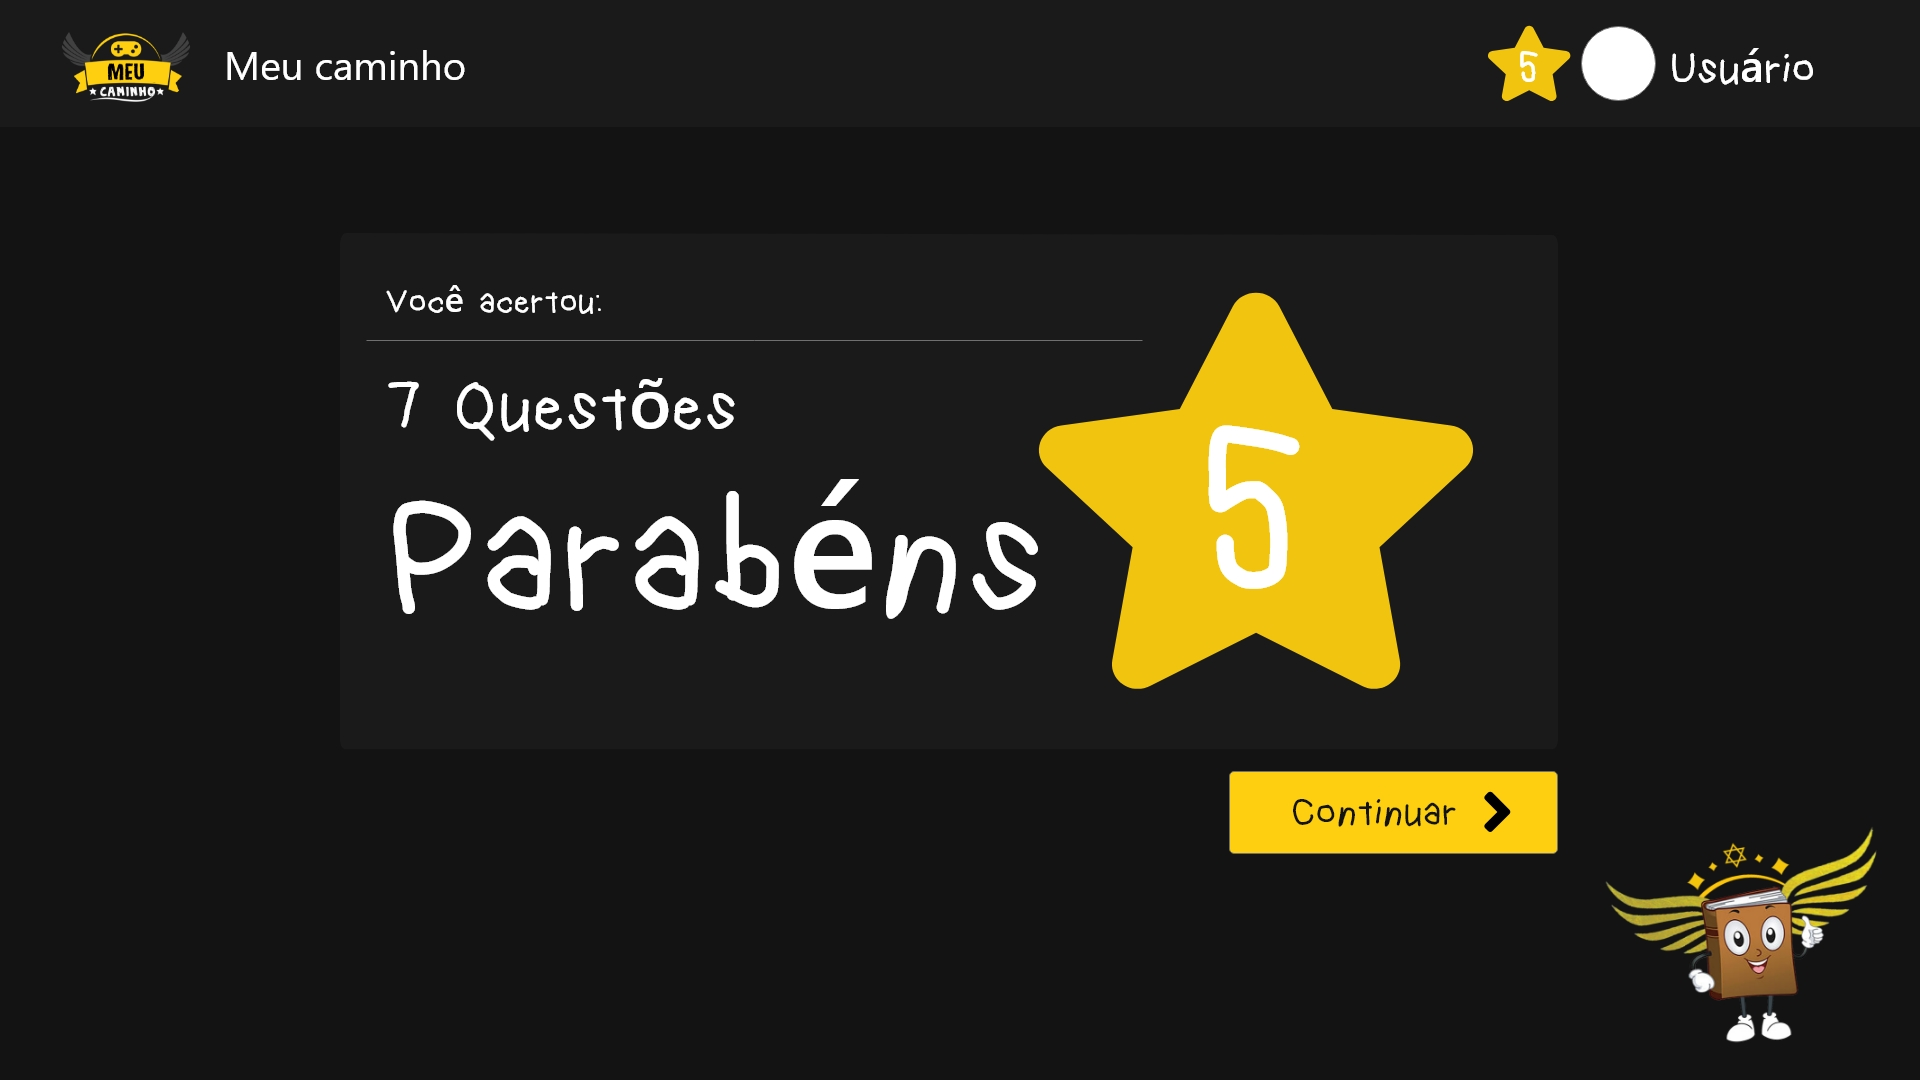 MEU
CAMINHO
Meu caminho
5
Usuário
Você acertou:
7 Questões
Parabéns
5
Continuar